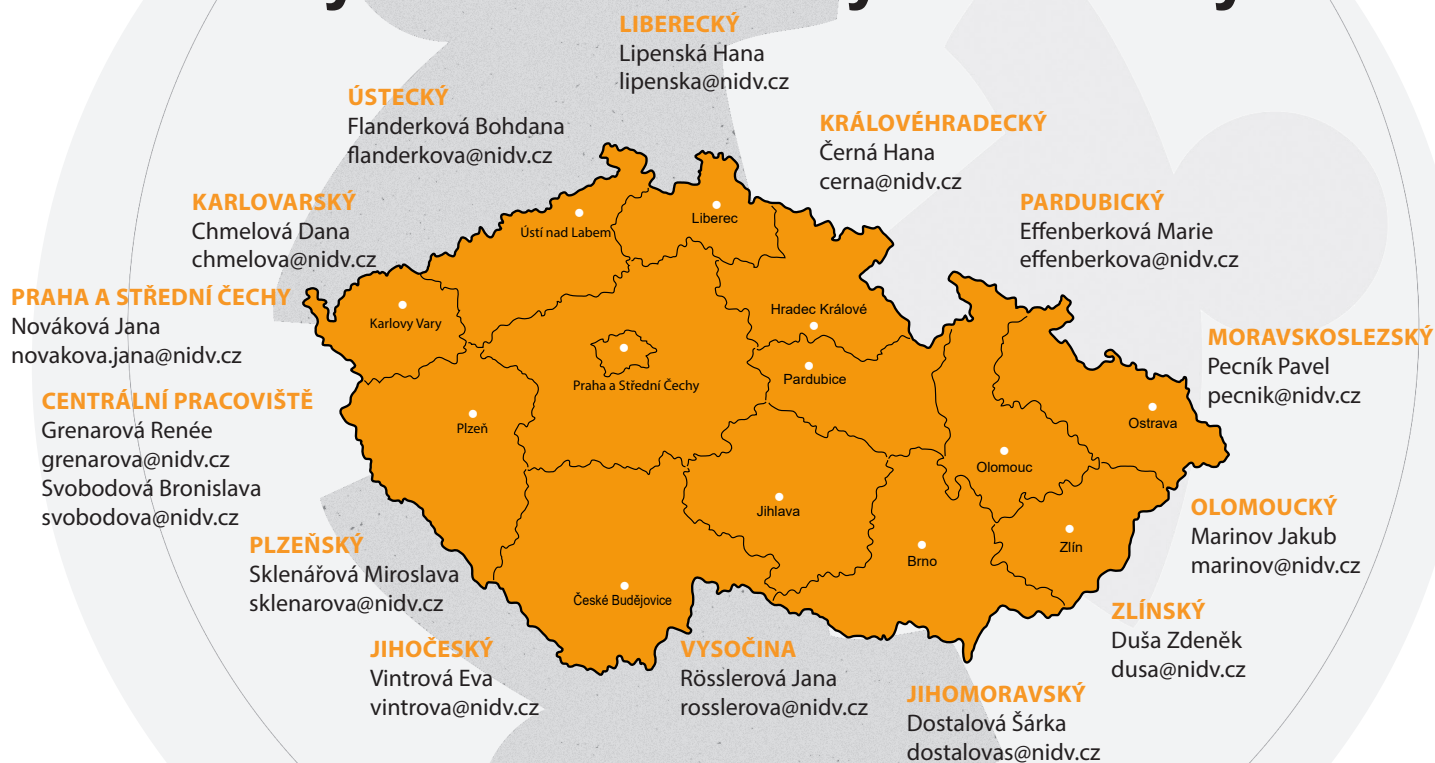 LIBERECKÝ
Lipenská Hana
lipenska@nidv.cz
ÚSTECKÝ
Flanderková Bohdana
flanderkova@nidv.cz
KRÁLOVÉHRADECKÝ
Černá Hana
cerna@nidv.cz
KARLOVARSKÝ
Chmelová Dana
chmelova@nidv.cz
PARDUBICKÝ
Effenberková Marie
effenberkova@nidv.cz
PRAHA A STŘEDNÍ ČECHY
Nováková Jana
novakova.jana@nidv.cz
MORAVSKOSLEZSKÝ
Pecník Pavel
pecnik@nidv.cz
CENTRÁLNÍ PRACOVIŠTĚ
Grenarová Renée
grenarova@nidv.cz
Svobodová Bronislava
svobodova@nidv.cz
Liberec
Ústí nad Labem
Karlovy Vary
Hradec Králové
Praha a Střední Čechy
Pardubice
Plzeň
Ostrava
Olomouc
Jihlava
Zlín
Brno
České Budějovice
OLOMOUCKÝ
Marinov Jakub
marinov@nidv.cz
PLZEŇSKÝ
Sklenářová Miroslava
sklenarova@nidv.cz
ZLÍNSKÝ
Duša Zdeněk
dusa@nidv.cz
JIHOČESKÝ
Vintrová Eva
vintrova@nidv.cz
VYSOČINA
Rösslerová Jana
rosslerova@nidv.cz
JIHOMORAVSKÝ
Dostalová Šárka
dostalovas@nidv.cz